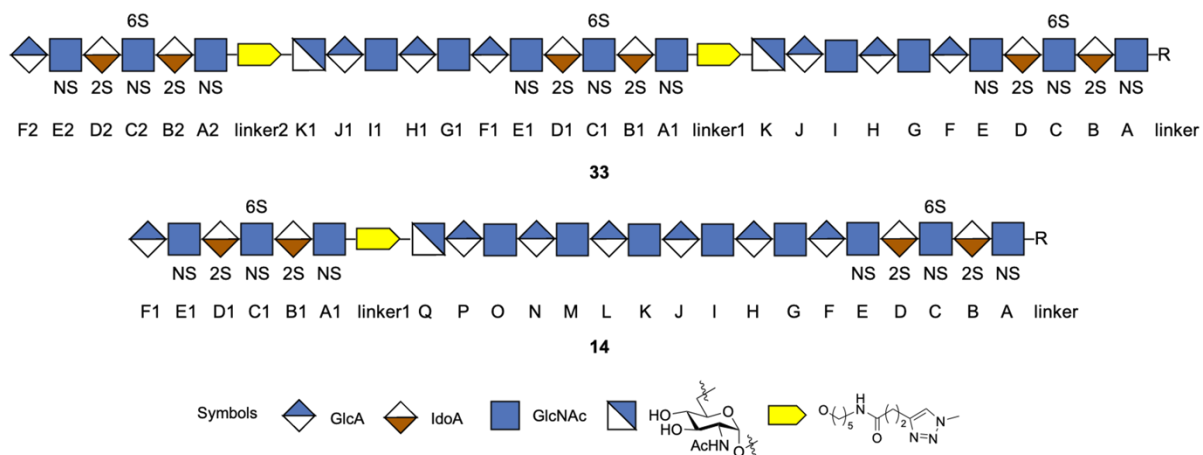 6S 6S 6S
R
NS 2S NS 2S NS NS 2S NS 2S NS NS 2S NS 2S NS
F2 E2 D2 C2 B2 A2 linker2 K1 J1 I1 H1 G1 F1 E1 D1 C1 B1 A1 linker1 K J I H G F E D C B A linker
33
6S 6S
R
NS 2S NS 2S NS NS 2S NS 2S NS
F1 E1 D1 C1 B1 A1 linker1 Q P O N M L K J I H G F E D C B A linker
14
Symbols GlcA IdoA GlcNAc HO HO O AcHN O O 5 H N O 2 N N N